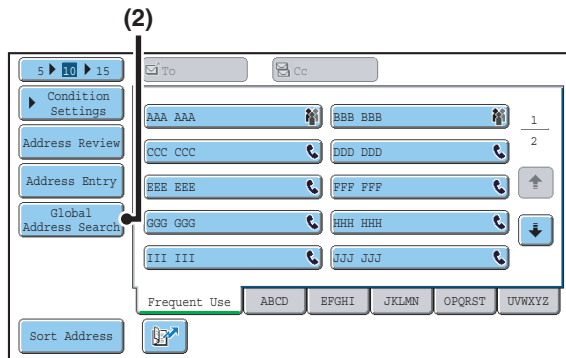 (2)
5 10 15
To
Cc
Condition
Settings
Address Review
Address Entry
Global
Address Search
AAA AAA
BBB BBB
CCC CCC
DDD DDD
EEE EEE
FFF FFF
GGG GGG
HHH HHH
III III
JJJ JJJ
1
2
Frequent Use
ABCD
EFGHI
JKLMN
OPQRST
UVWXYZ
Sort Address